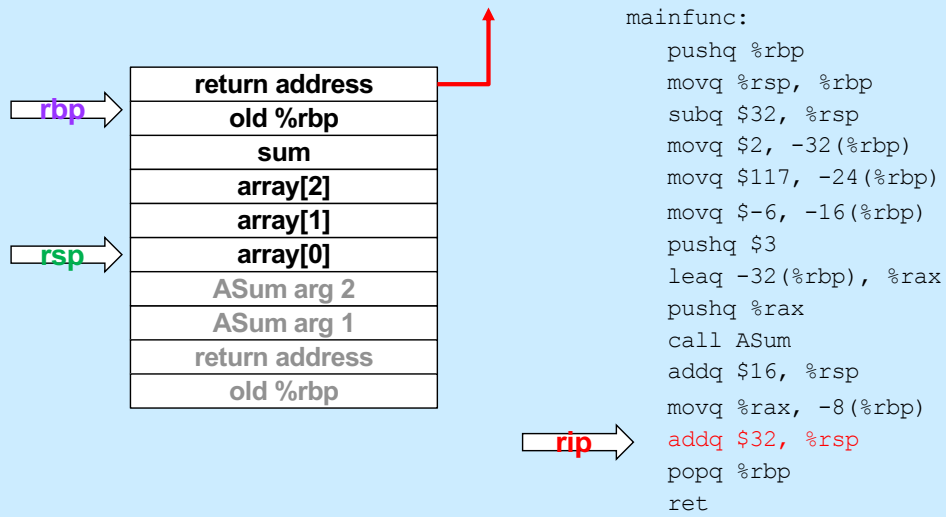 return address
rbp
old %rbp
sum
array[2]
array[1]
rsp
array[0]
ASum arg 2
ASum arg 1
return address
old %rbp
mainfunc:
pushq %rbp
movq %rsp, %rbp
subq $32, %rsp
movq $2, -32(%rbp)
movq $117, -24(%rbp)
movq $-6, -16(%rbp)
pushq $3
leaq -32(%rbp), %rax
pushq %rax
call ASum
addq $16, %rsp
movq %rax, -8(%rbp)
rip
addq $32, %rsp
popq %rbp
ret